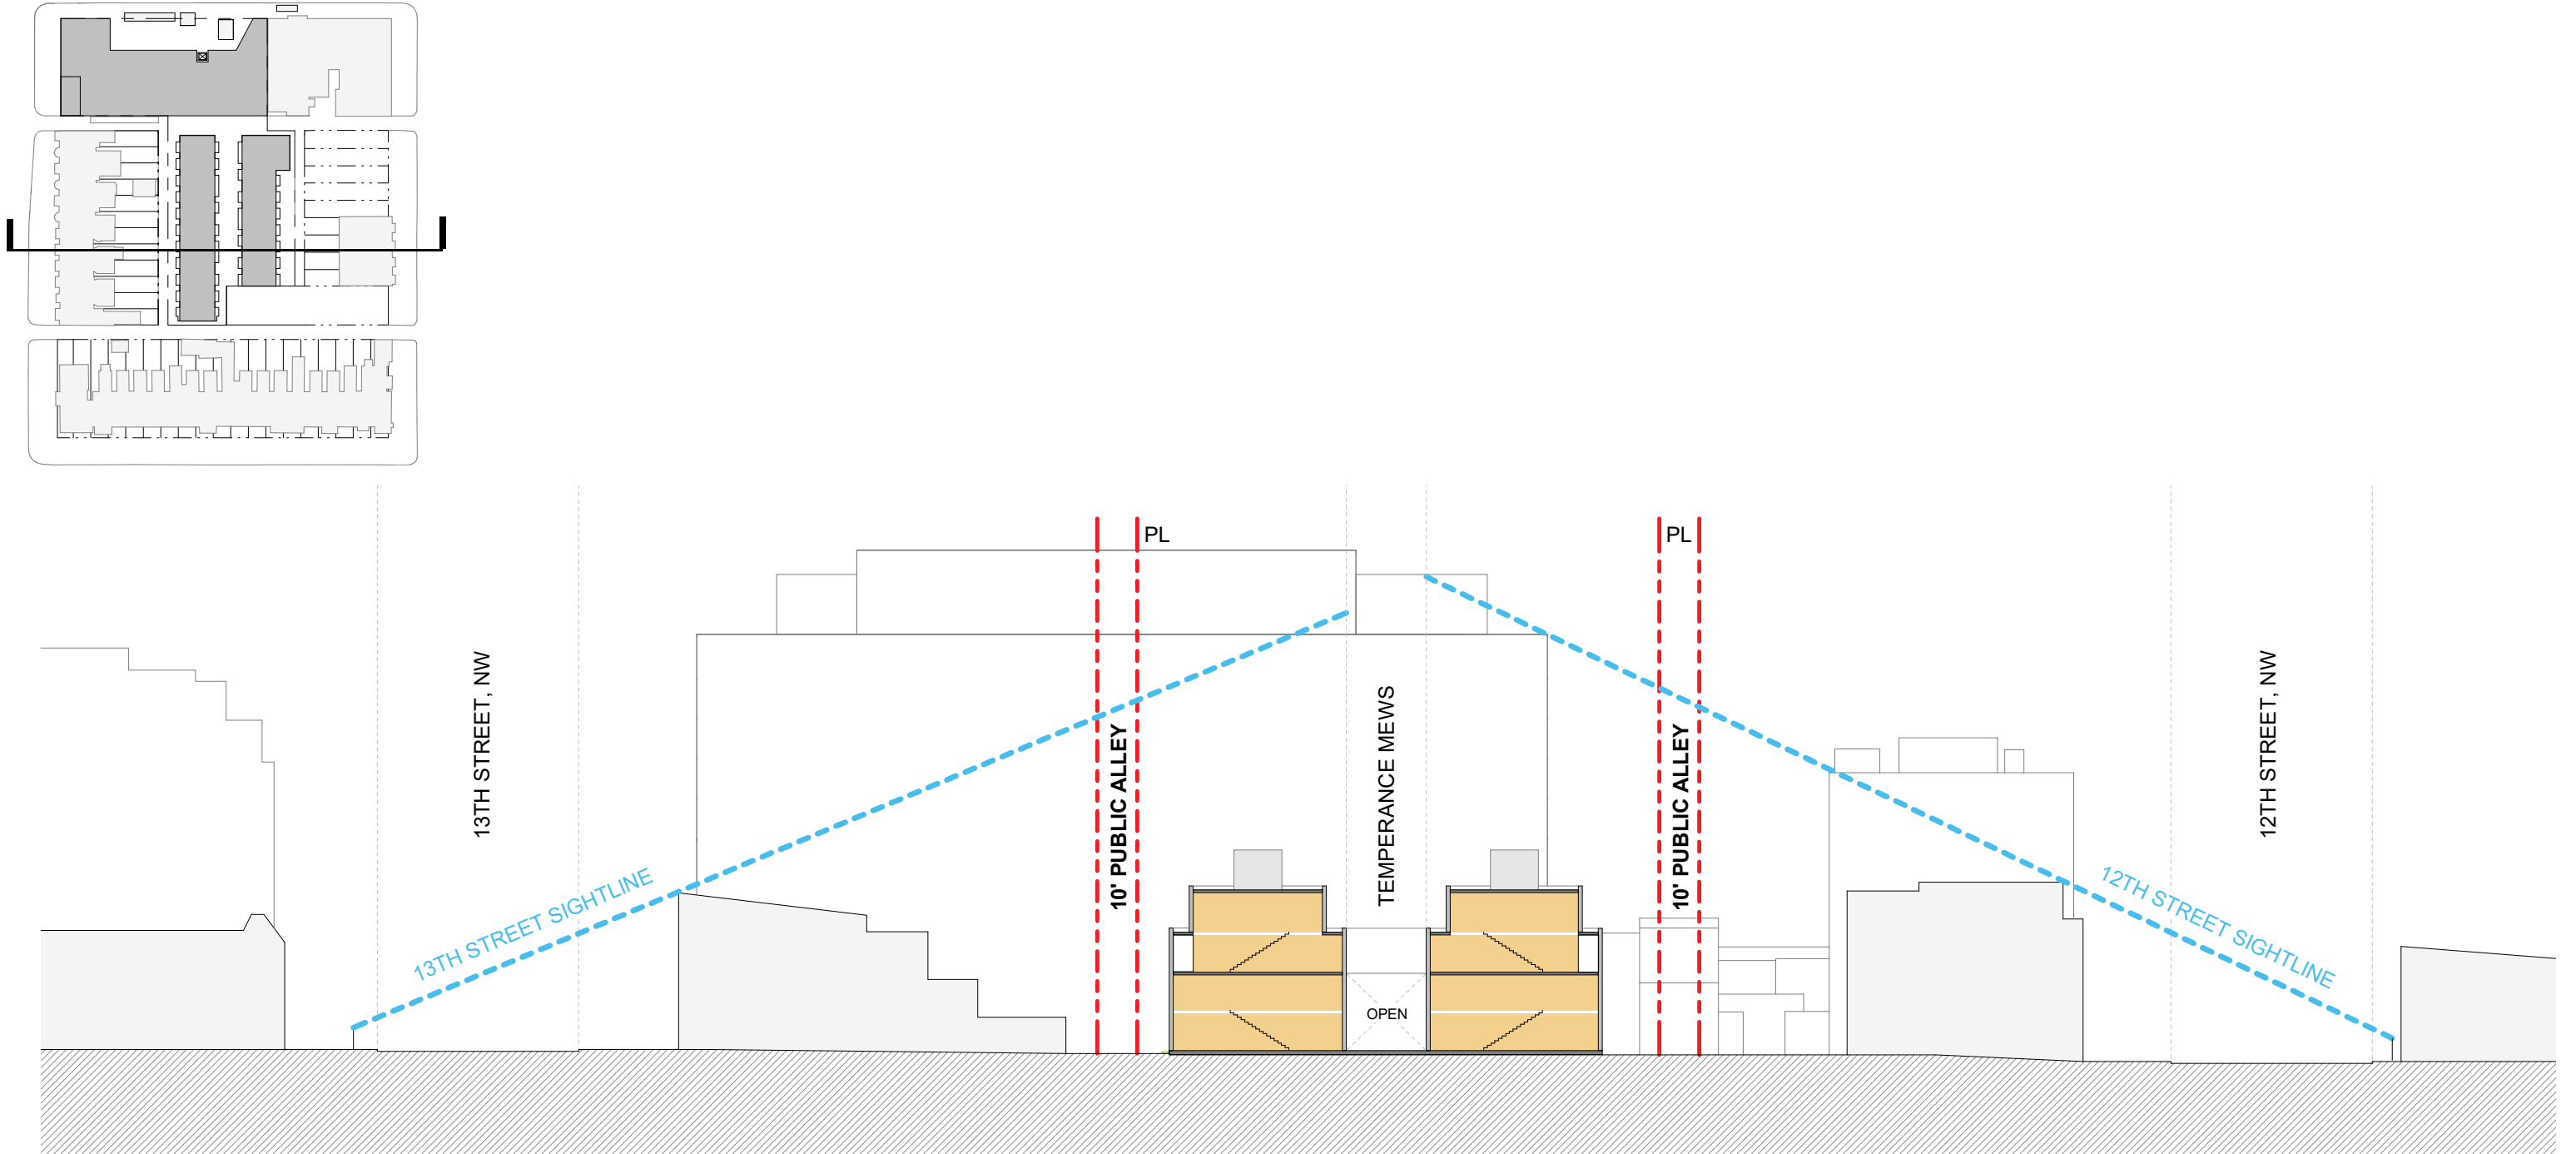 PL
PL
13TH STREET, NW
13TH STREET SIGHTLINE
10' PUBLIC ALLEY
TEMPERANCE MEWS
OPEN
10' PUBLIC ALLEY
12TH STREET SIGHTLINE
12TH STREET, NW